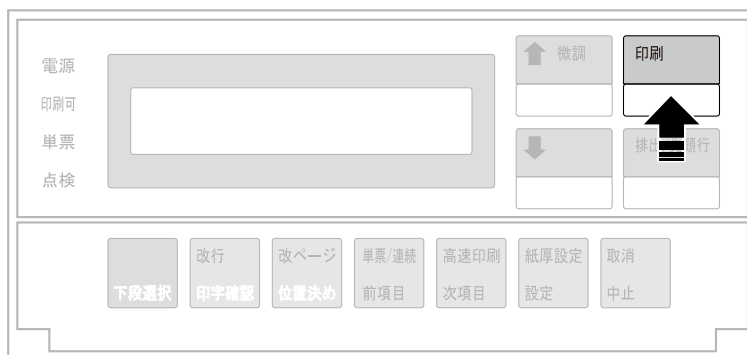 電源
印刷可
単票
点検
微調
印刷
排出
頭行
下段選択
改行
印字確認
改ページ
位置決め
単票/連続
前項目
高速印刷
次項目
紙厚設定
設定
取消
中止